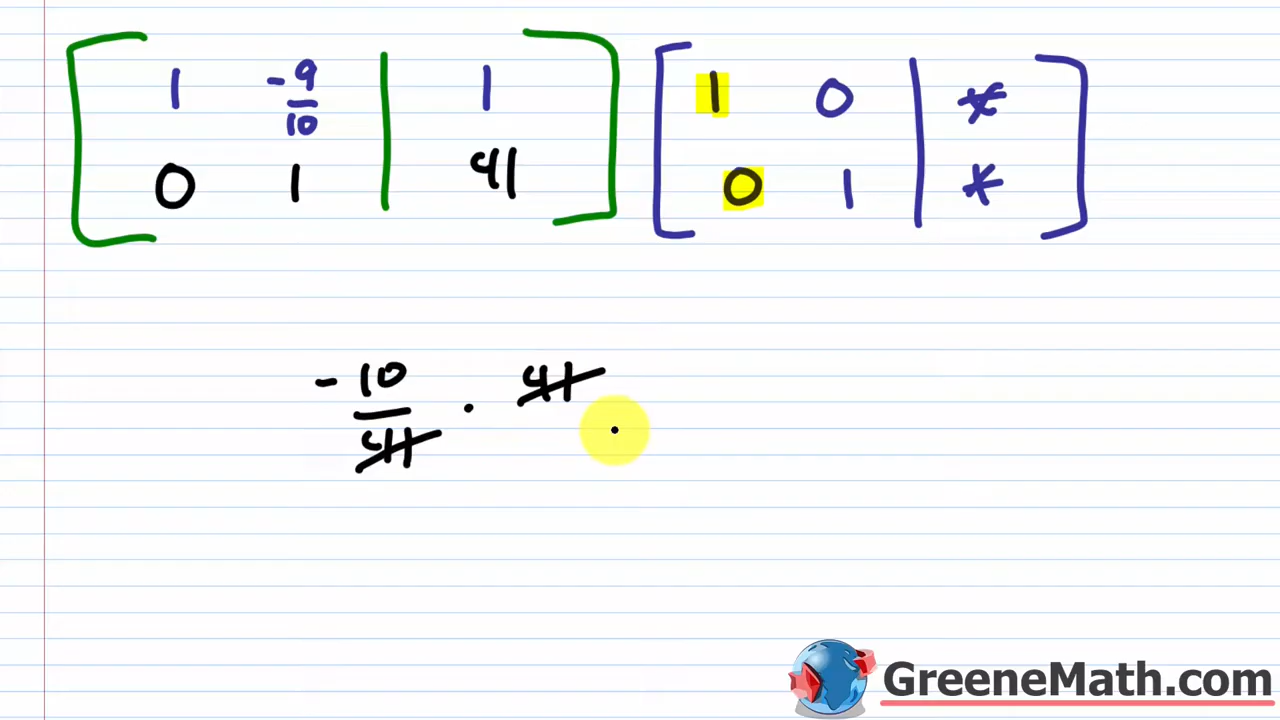 1 -9/10 | 1 1 0 | *
0 1 | 41 0 1 | *
-10/41 · 41
GreeneMath.com